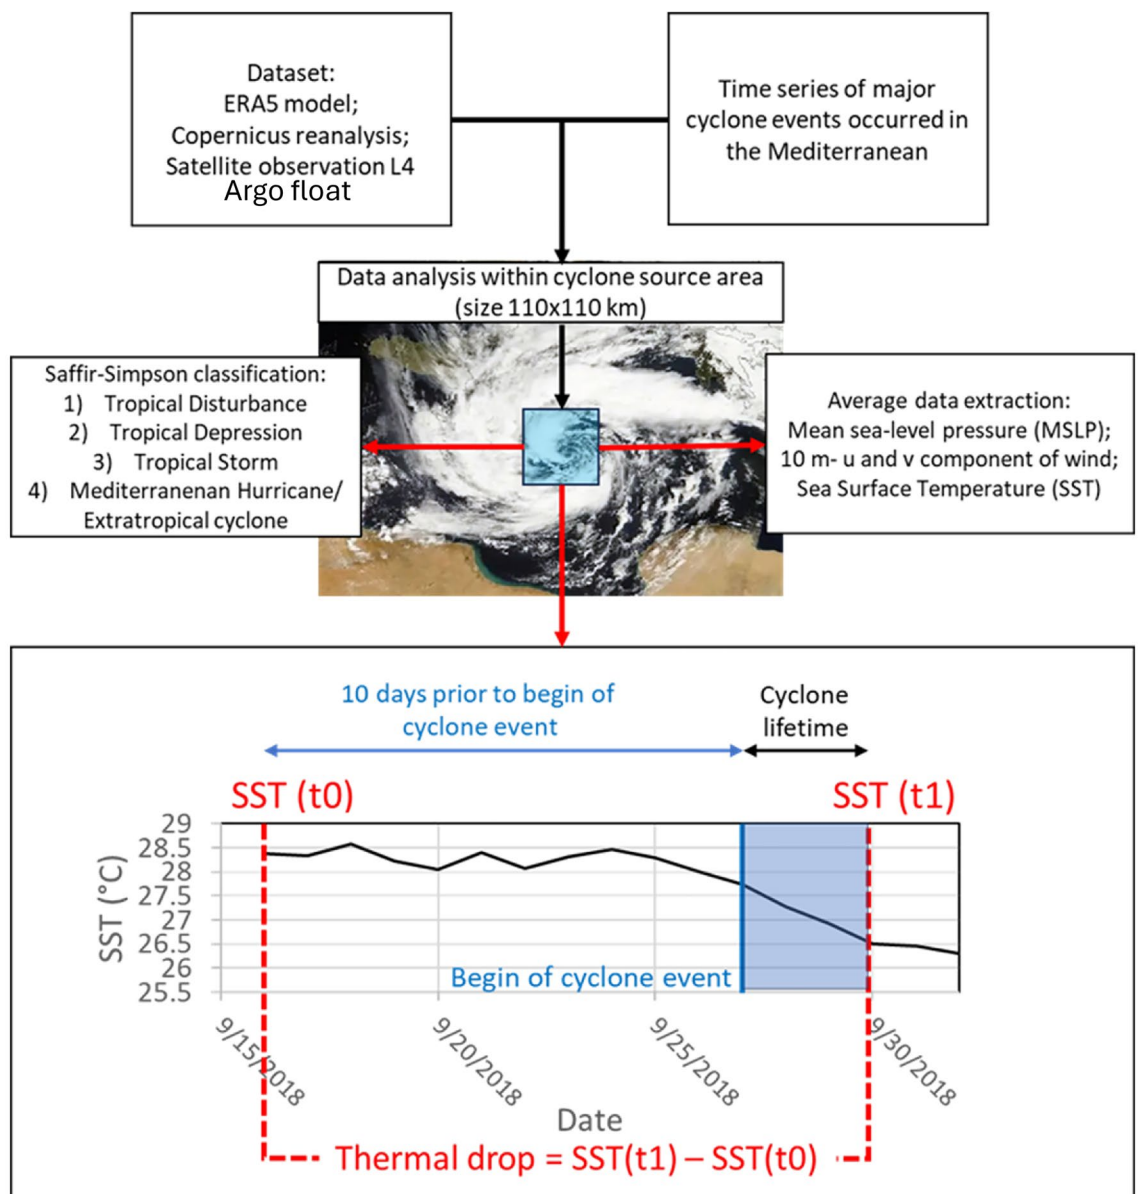 Dataset:
ERA5 model;
Copernicus reanalysis;
Satellite observation L4
Argo float
Time series of major
cyclone events occurred in
the Mediterranean
Data analysis within cyclone source area
(size 110x110 km)
Saffir-Simpson classification:
1) Tropical Disturbance
2) Tropical Depression
3) Tropical Storm
4) Mediterranenan Hurricane/
Extratropical cyclone
Average data extraction:
Mean sea-level pressure (MSLP);
10 m- u and v component of wind;
Sea Surface Temperature (SST)
10 days prior to begin of
cyclone event
Cyclone
lifetime
SST (t0)
SST (t1)
29
28.5
28
27.5
27
26.5
26
25.5
SST (°C)
Begin of cyclone event
9/15/2018
9/20/2018
9/25/2018
9/30/2018
Date
Thermal drop = SST(t1) – SST(t0)